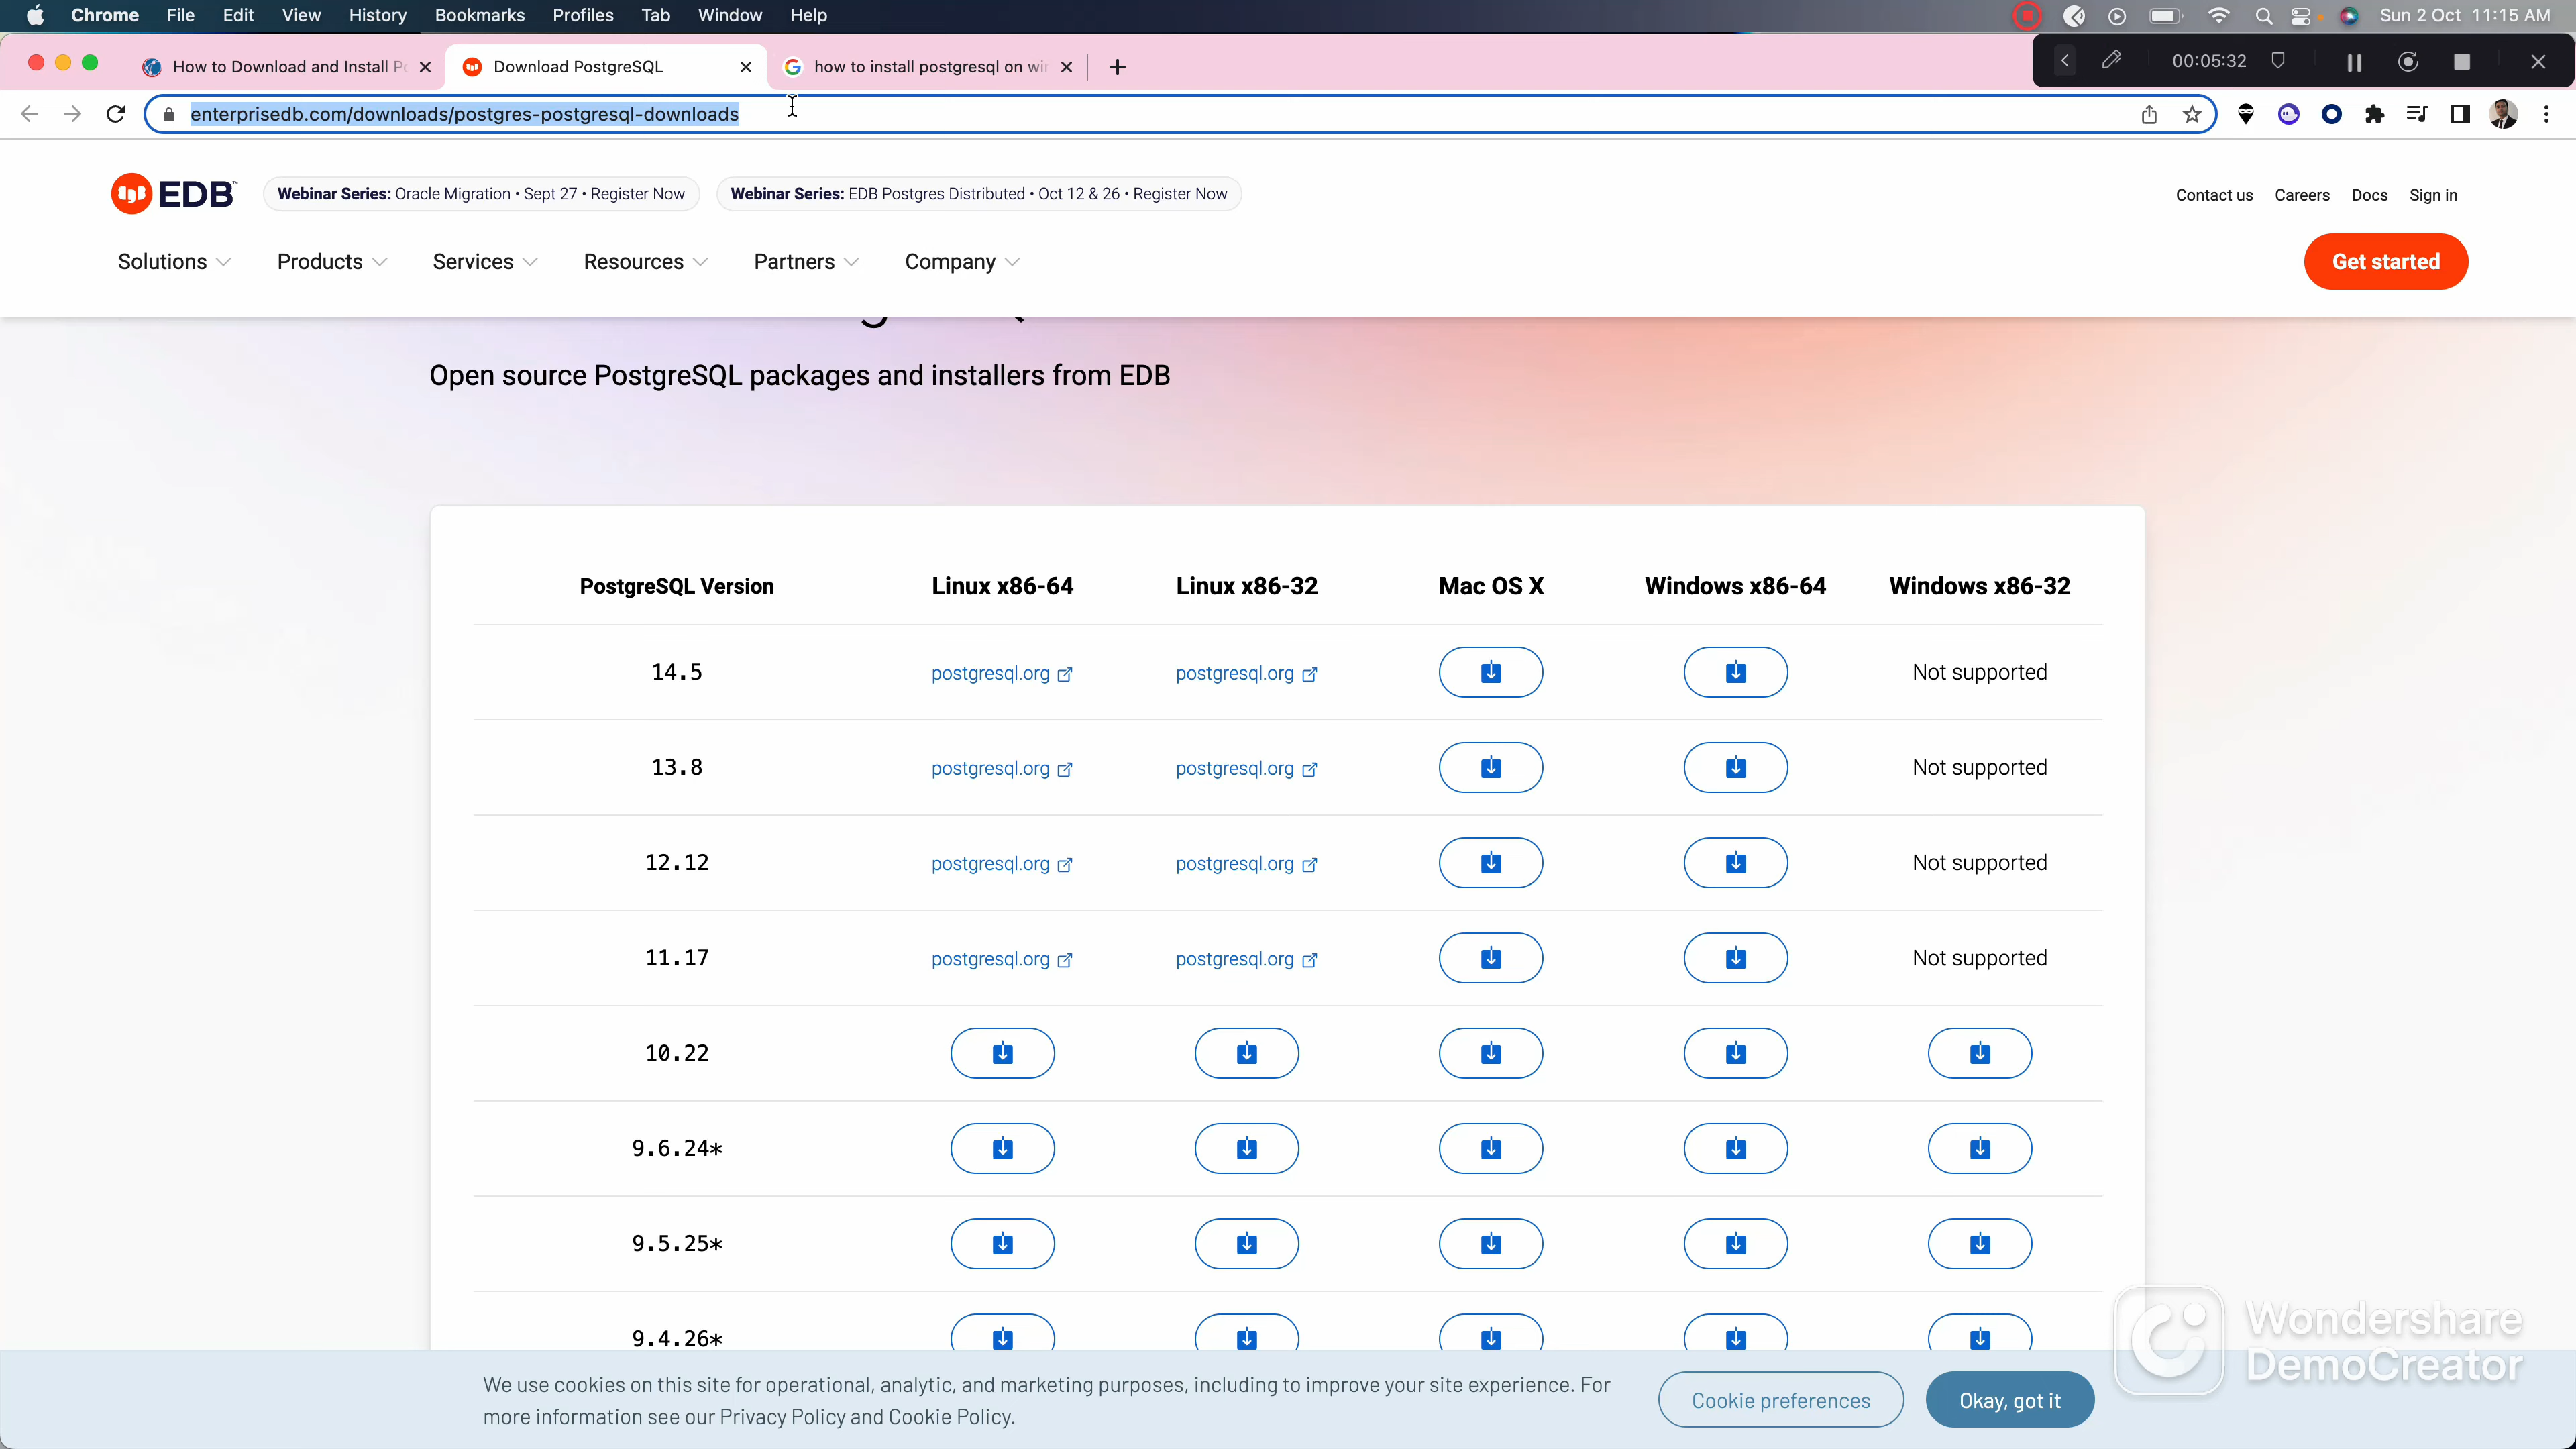 Chrome File Edit View History Bookmarks Profiles Tab Window Help Sun 2 Oct 11:15 AM
How to Download and Install Po Download PostgreSQL how to install postgresql on wi 00:05:32
enterprisedb.com/downloads/postgres-postgresql-downloads
EDB Webinar Series: Oracle Migration • Sept 27 • Register Now Webinar Series: EDB Postgres Distributed • Oct 12 & 26 • Register Now Contact us Careers Docs Sign in
Solutions Products Services Resources Partners Company Get started
Open source PostgreSQL packages and installers from EDB
PostgreSQL Version Linux x86-64 Linux x86-32 Mac OS X Windows x86-64 Windows x86-32
14.5 postgresql.org postgresql.org Not supported
13.8 postgresql.org postgresql.org Not supported
12.12 postgresql.org postgresql.org Not supported
11.17 postgresql.org postgresql.org Not supported
10.22
9.6.24*
9.5.25*
9.4.26*
Wondershare
DemoCreator
We use cookies on this site for operational, analytic, and marketing purposes, including to improve your site experience. For
more information see our Privacy Policy and Cookie Policy.
Cookie preferences Okay, got it